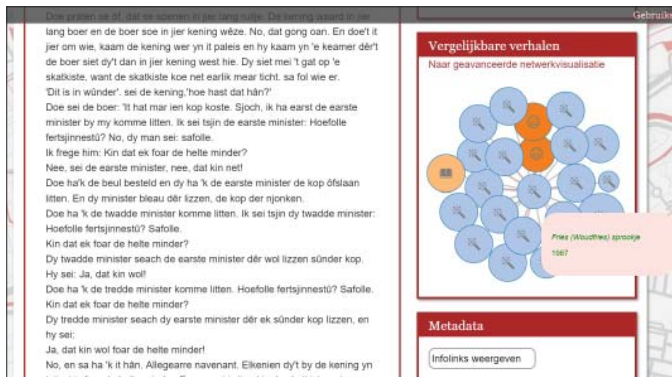 Gebruike
Doe praten se ôf, dat se
lang boer en de boer soe in jier kening wêze. No, dat gong oan. En doe't it
jier om wie, kaam de kening wer yn it paleis en hy kaam yn 'e keamer dêr't
de boer siet dy't dan in jier kening west hie. Dy siet mei 't gat op 'e
skatkiste, want de skatkiste koe net earlik mear ticht. sa fol wie er.
'Dit is in wûnder'. sei de kening,'hoe hast dat hân?'
Doe sei de boer: 'It hat mar ien kop koste. Sjoch, ik ha earst de earste
minister by my komme litten. Ik sei tsjin de earste minister: Hoefolle
fertsjinnestû? No, dy man sei: safolle.
Ik frege him: Kin dat ek foar de helte minder?
Nee, sei de earste minister, nee, dat kin net!
Doe ha'k de beul besteld en dy ha 'k de earste minister de kop ôfslaan
litten. En dy minister bleau dêr lizzen, de kop der njonken.
Doe ha 'k de twadde minister komme litten. Ik sei tsjin dy twadde minister:
Hoefolle fertsjinnestû? Safolle.
Kin dat ek foar de helte minder?
Dy twadde minister seach de earste minister dêr wol lizzen sûnder kop.
Hy sei: Ja, dat kin wol!
Doe ha 'k de tredde minister komme litten. Hoefolle fertsjinnestû? Safolle.
Kin dat ek foar de helte minder?
Dy tredde minister seach dy earste minister dêr ek sûnder kop lizzen, en
hy sei:
Ja, dat kin wol foar de helte minder!
No, en sa ha 'k it hân. Allegearre navenant. Elkenien dy't by de kening yn
Vergelijkbare verhalen
Naar geavanceerde netwerkvisualisatie
Fries (Woudfries) sprookje
1967
Metadata
Infolinks weergeven